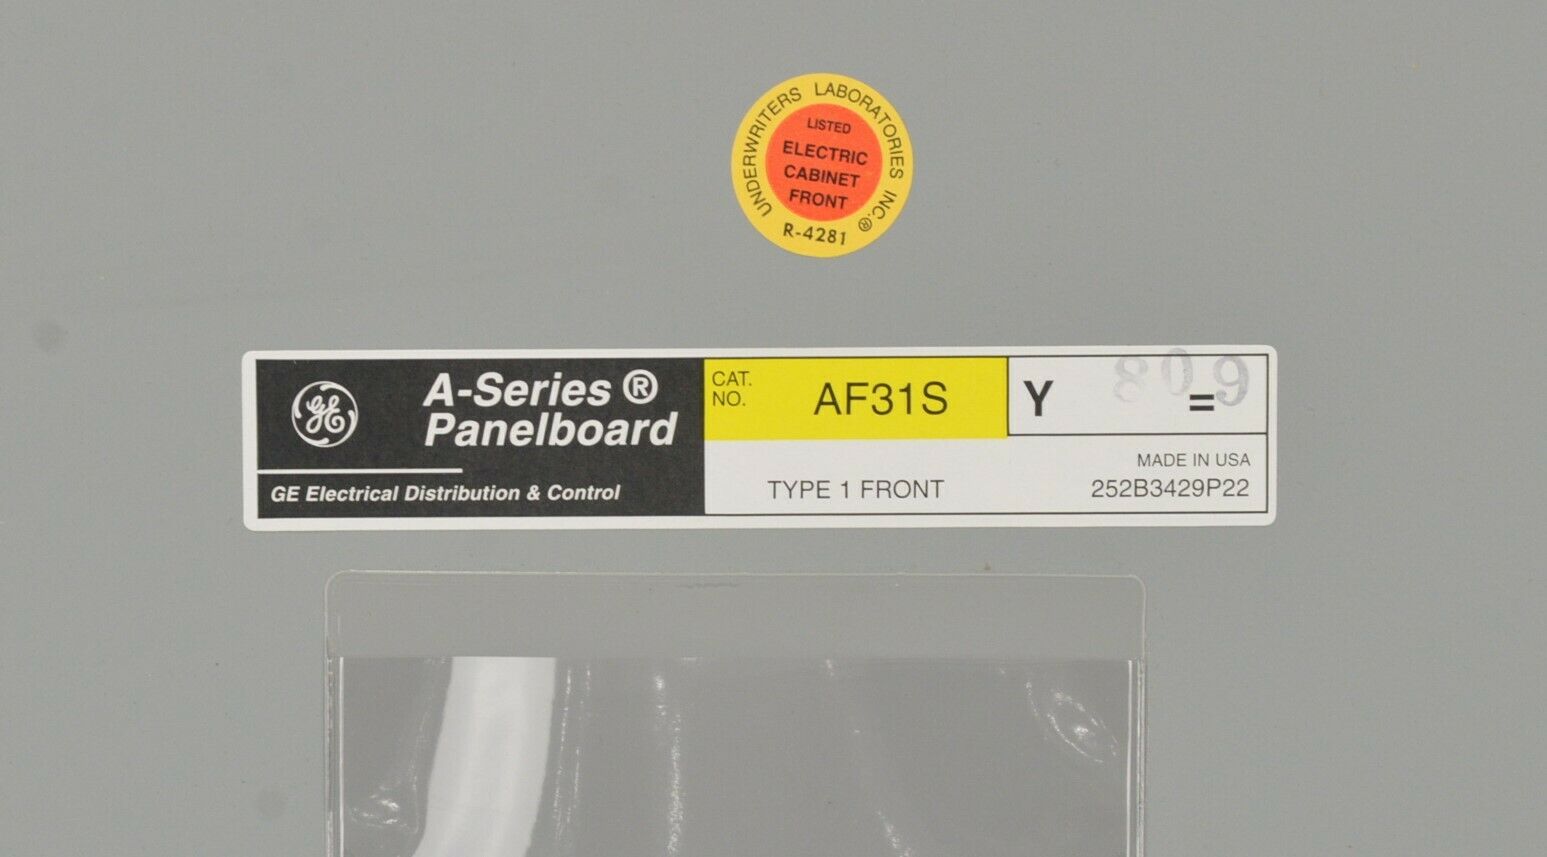 UNDERWRITERS LABORATORIES INC.®
LISTED
ELECTRIC
CABINET
FRONT
R-4281
GE
A-Series ®
Panelboard
GE Electrical Distribution & Control
CAT.
NO.
AF31S
Y
=
809
TYPE 1 FRONT
MADE IN USA
252B3429P22